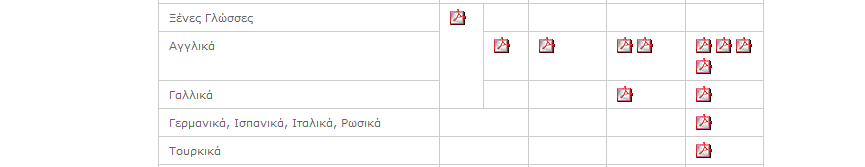 Ξένες Γλώσσες
Αγγλικά
Γαλλικά
Γερμανικά, Ισπανικά, Ιταλικά, Ρωσικά
Τουρκικά